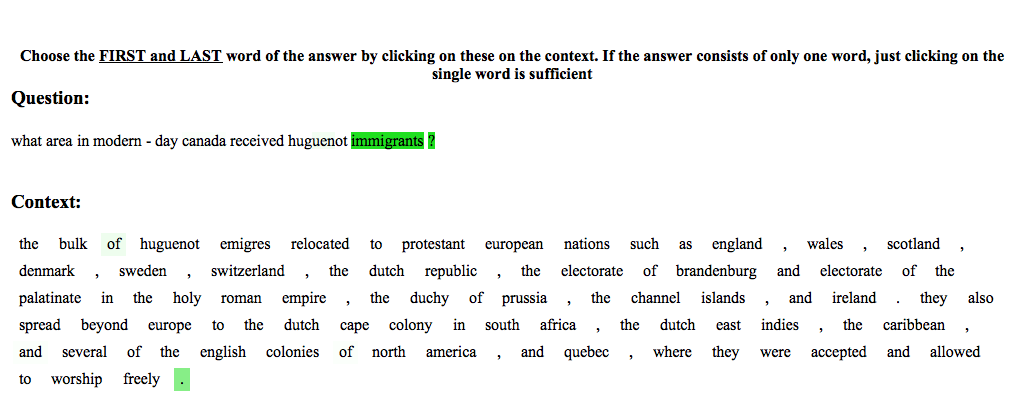 Choose the FIRST and LAST word of the answer by clicking on these on the context. If the answer consists of only one word, just clicking on the
single word is sufficient
Question:
what area in modern - day canada received huguenot immigrants ?
Context:
the bulk of huguenot emigres relocated to protestant european nations such as england , wales , scotland ,
denmark , sweden , switzerland , the dutch republic , the electorate of brandenburg and electorate of the
palatinate in the holy roman empire , the duchy of prussia , the channel islands , and ireland . they also
spread beyond europe to the dutch cape colony in south africa , the dutch east indies , the caribbean ,
and several of the english colonies of north america , and quebec , where they were accepted and allowed
to worship freely .